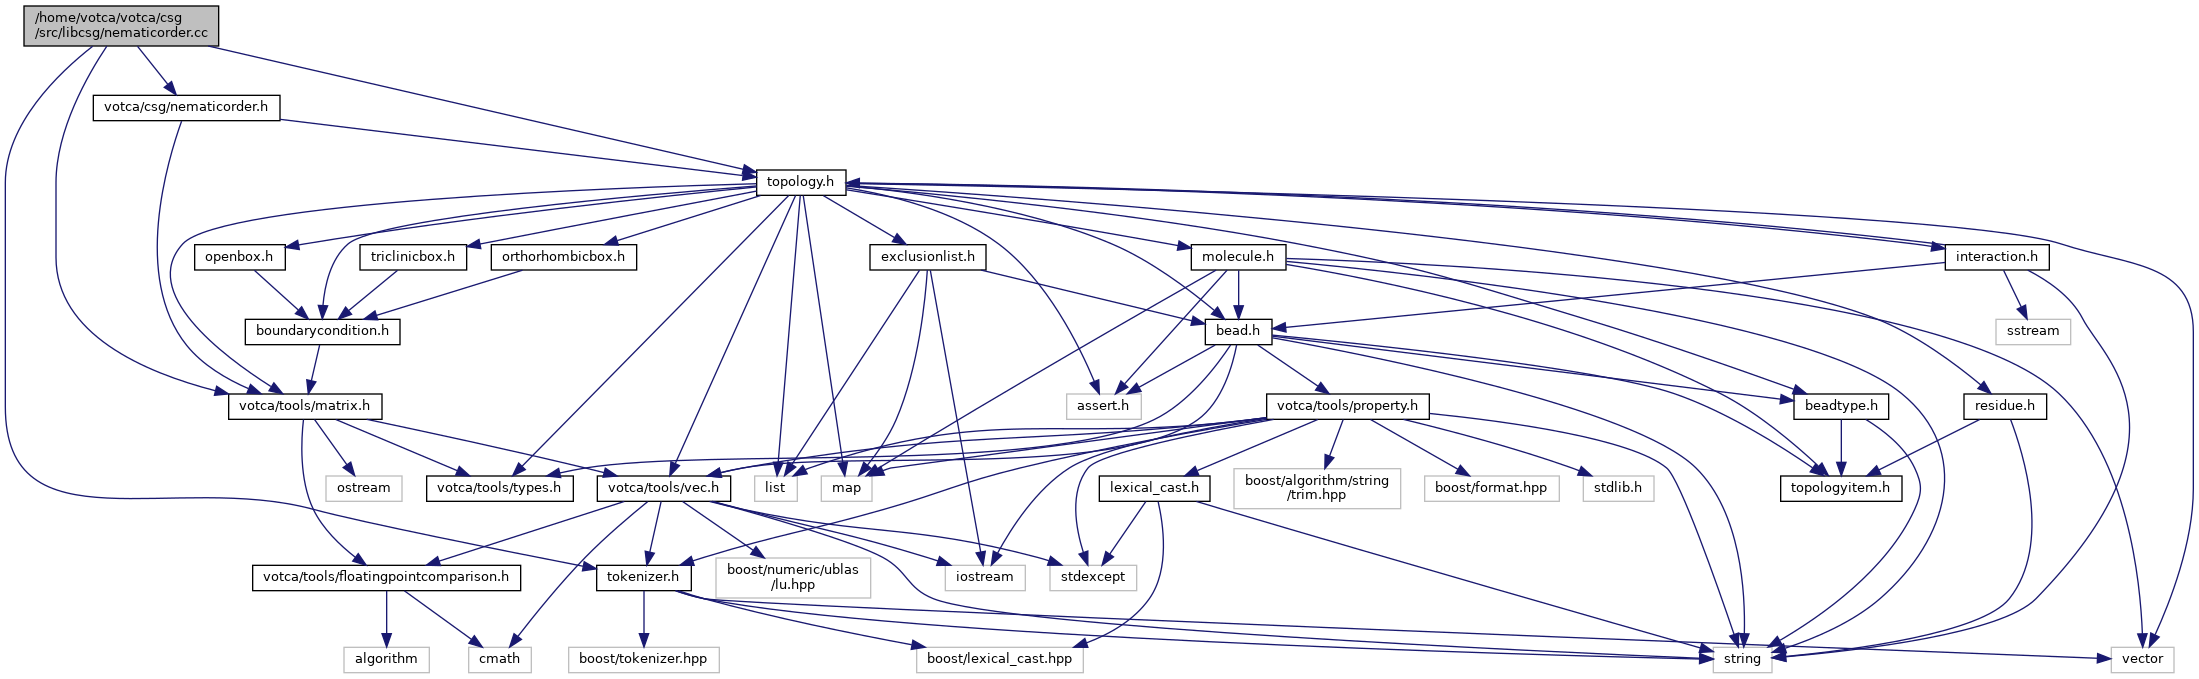 /home/votca/votca/csg
/src/libcsg/nematicorder.cc
votca/csg/nematicorder.h
topology.h
openbox.h
triclinicbox.h
orthorhombicbox.h
exclusionlist.h
molecule.h
interaction.h
boundarycondition.h
bead.h
sstream
votca/tools/matrix.h
assert.h
votca/tools/property.h
beadtype.h
residue.h
ostream
votca/tools/types.h
votca/tools/vec.h
list
map
lexical_cast.h
boost/algorithm/string
/trim.hpp
boost/format.hpp
stdlib.h
topologyitem.h
votca/tools/floatingpointcomparison.h
tokenizer.h
boost/numeric/ublas
/lu.hpp
iostream
stdexcept
algorithm
cmath
boost/tokenizer.hpp
boost/lexical_cast.hpp
string
vector